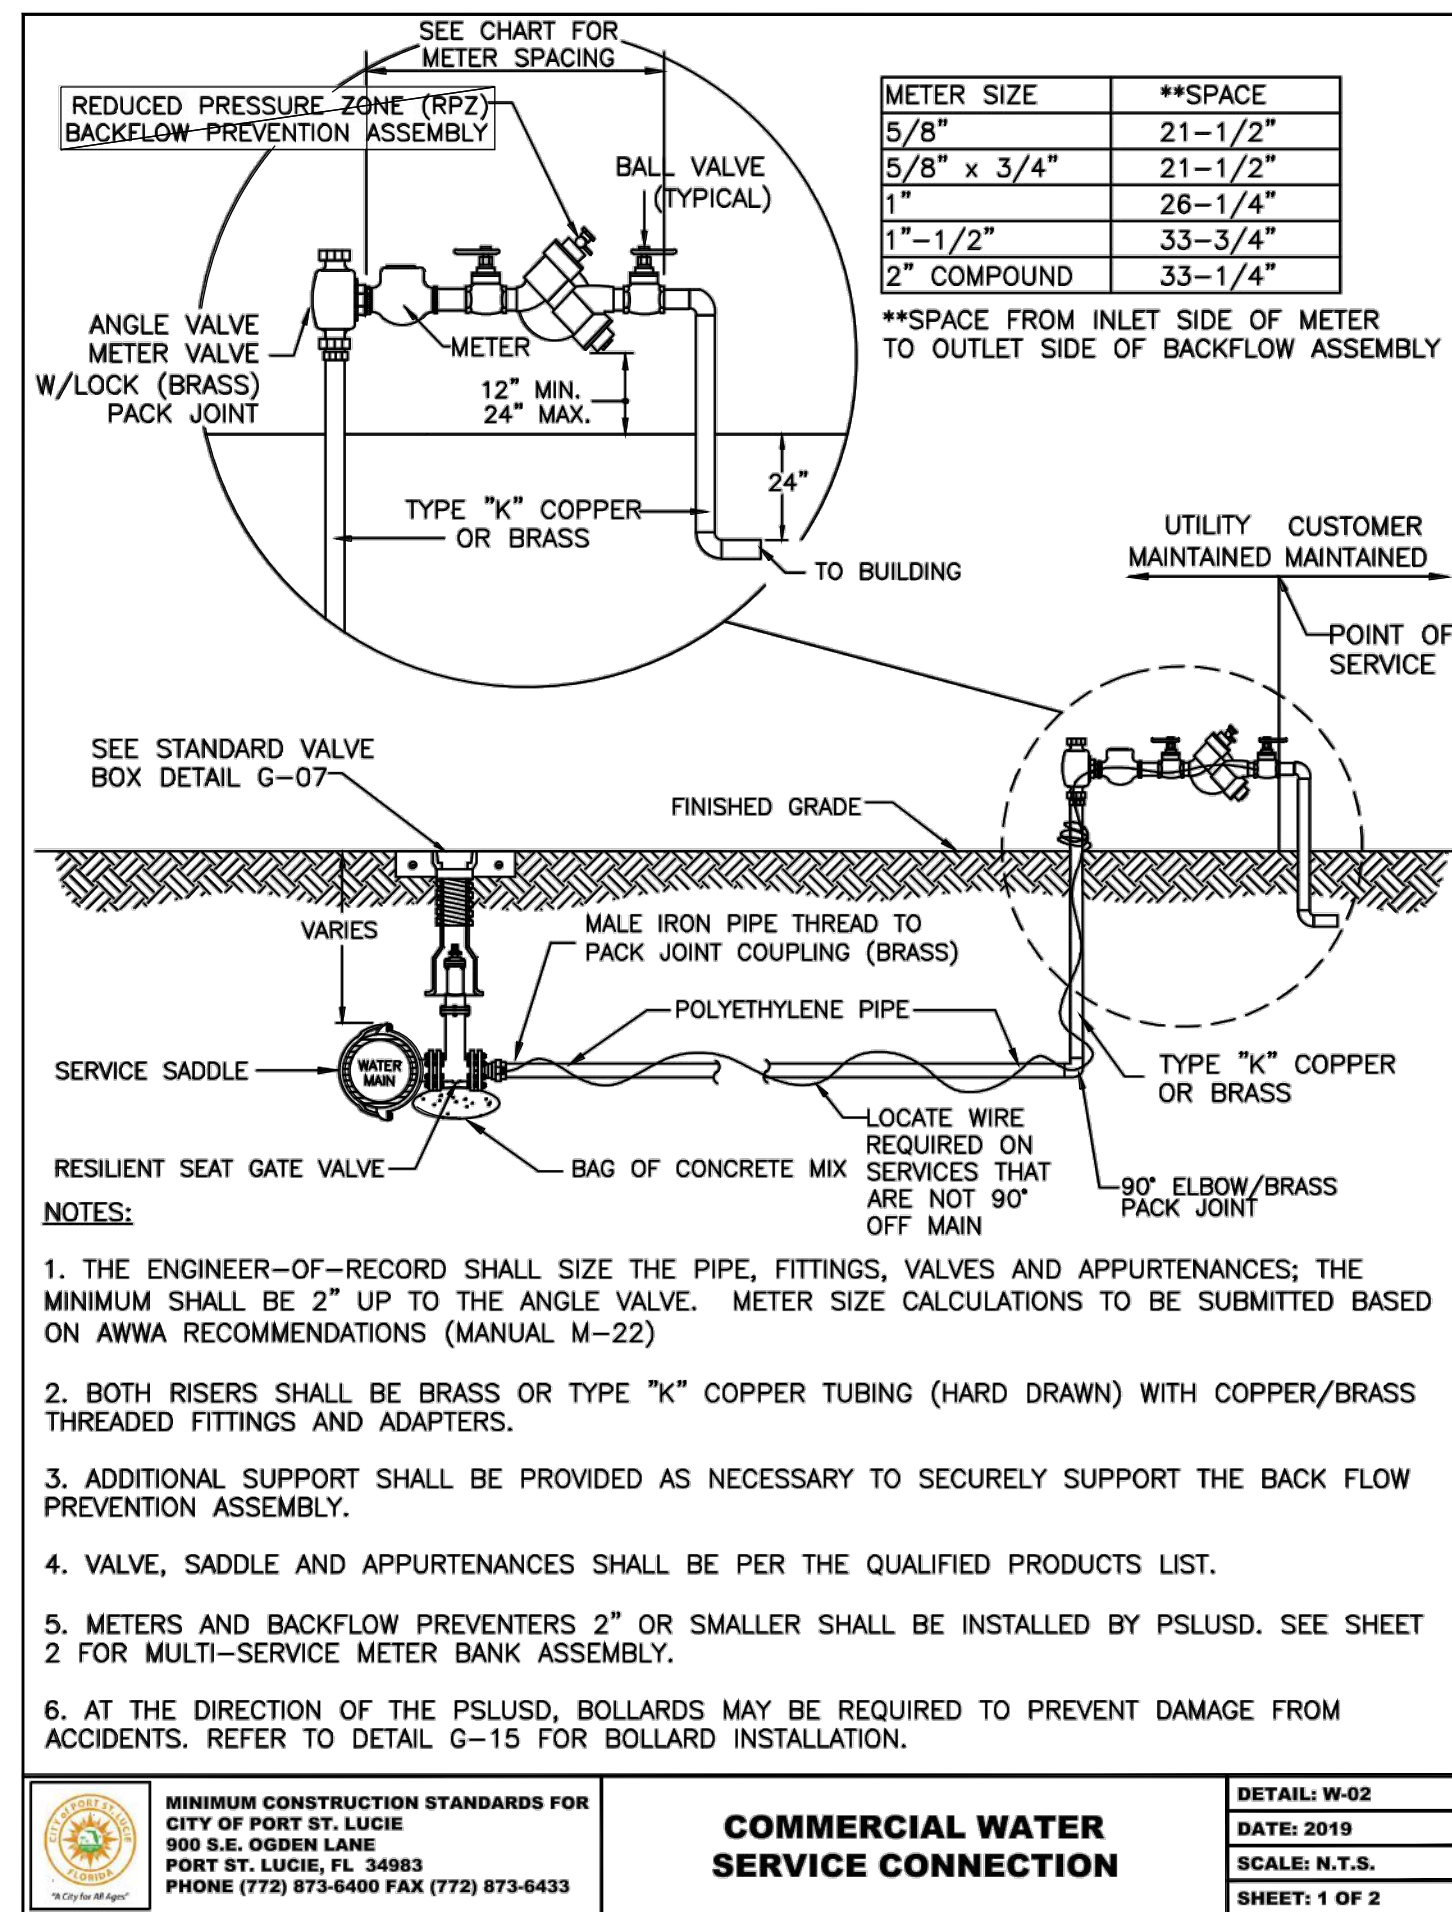 SEE CHART FOR
METER SPACING
REDUCED PRESSURE ZONE (RPZ)
BACKFLOW PREVENTION ASSEMBLY
BALL VALVE
(TYPICAL)
METER SIZE **SPACE
5/8" 21-1/2"
5/8" x 3/4" 21-1/2"
1" 26-1/4"
1"-1/2" 33-3/4"
2" COMPOUND 33-1/4"
**SPACE FROM INLET SIDE OF METER
TO OUTLET SIDE OF BACKFLOW ASSEMBLY
ANGLE VALVE
METER VALVE
W/LOCK (BRASS)
PACK JOINT
METER
12" MIN.
24" MAX.
24"
TYPE "K" COPPER
OR BRASS
TO BUILDING
UTILITY CUSTOMER
MAINTAINED MAINTAINED
POINT OF
SERVICE
SEE STANDARD VALVE
BOX DETAIL G-07
FINISHED GRADE
VARIES
MALE IRON PIPE THREAD TO
PACK JOINT COUPLING (BRASS)
POLYETHYLENE PIPE
SERVICE SADDLE
WATER
MAIN
TYPE "K" COPPER
OR BRASS
LOCATE WIRE
REQUIRED ON
SERVICES THAT
ARE NOT 90°
OFF MAIN
RESILIENT SEAT GATE VALVE
BAG OF CONCRETE MIX
90° ELBOW/BRASS
PACK JOINT
NOTES:
1. THE ENGINEER-OF-RECORD SHALL SIZE THE PIPE, FITTINGS, VALVES AND APPURTENANCES; THE
MINIMUM SHALL BE 2" UP TO THE ANGLE VALVE. METER SIZE CALCULATIONS TO BE SUBMITTED BASED
ON AWWA RECOMMENDATIONS (MANUAL M-22)
2. BOTH RISERS SHALL BE BRASS OR TYPE "K" COPPER TUBING (HARD DRAWN) WITH COPPER/BRASS
THREADED FITTINGS AND ADAPTERS.
3. ADDITIONAL SUPPORT SHALL BE PROVIDED AS NECESSARY TO SECURELY SUPPORT THE BACK FLOW
PREVENTION ASSEMBLY.
4. VALVE, SADDLE AND APPURTENANCES SHALL BE PER THE QUALIFIED PRODUCTS LIST.
5. METERS AND BACKFLOW PREVENTERS 2" OR SMALLER SHALL BE INSTALLED BY PSLUSD. SEE SHEET
2 FOR MULTI-SERVICE METER BANK ASSEMBLY.
6. AT THE DIRECTION OF THE PSLUSD, BOLLARDS MAY BE REQUIRED TO PREVENT DAMAGE FROM
ACCIDENTS. REFER TO DETAIL G-15 FOR BOLLARD INSTALLATION.
CITY of PORT ST. LUCIE
FLORIDA
"A City for All Ages"
MINIMUM CONSTRUCTION STANDARDS FOR
CITY OF PORT ST. LUCIE
900 S.E. OGDEN LANE
PORT ST. LUCIE, FL 34983
PHONE (772) 873-6400 FAX (772) 873-6433
COMMERCIAL WATER
SERVICE CONNECTION
DETAIL: W-02
DATE: 2019
SCALE: N.T.S.
SHEET: 1 OF 2